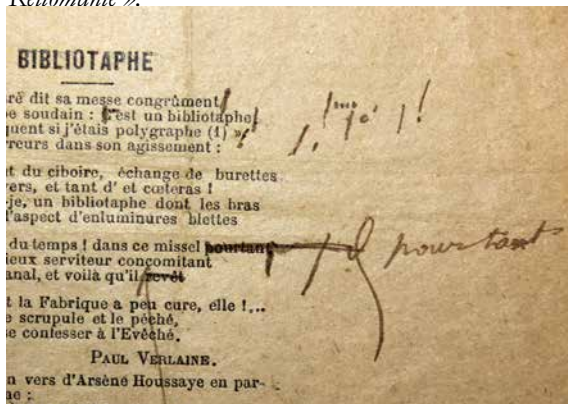 Rellomanie ».
BIBLIOTAPHE
ré dit sa messe congrûment
e soudain : C'est un bibliotaphe
quent si j'étais polygraphe (1) »
rreurs dans son agissement :
t du ciboire, échange de burettes
vers, et tant d' et cœteras !
-je, un bibliotaphe dont les bras
l'aspect d'enluminures blettes
du temps ! dans ce missel pourtant pourtant
ieux serviteur concomitant
anal, et voilà qu'il revêt
t la Fabrique a peu cure, elle !...
e scrupule et le péché,
se confesser à l'Evêché.
PAUL VERLAINE.
n vers d'Arsène Houssaye en par-
ne :